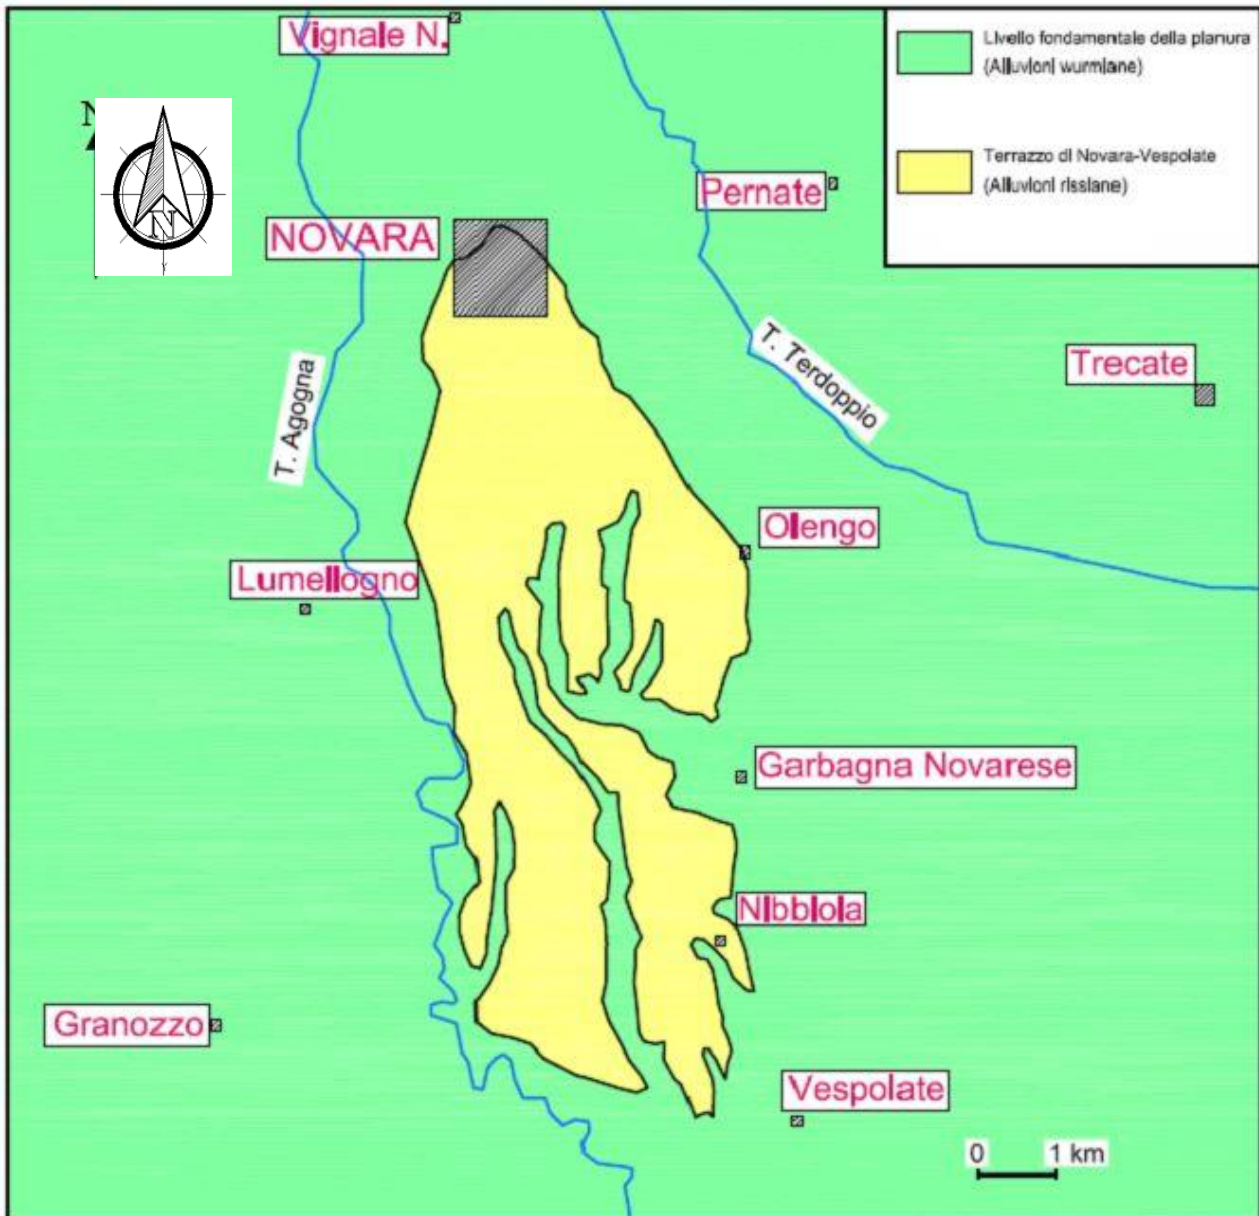 Vignale N.
Livello fondamentale della pianura
(Alluvioni wurmiane)
N
N
Terrazzo di Novara-Vespolate
(Alluvioni rissiane)
Pernate
NOVARA
T. Terdoppio
Trecate
T. Agogna
Olengo
Lumellogno
Garbagna Novarese
Nibbiola
Granozzo
Vespolate
0 1 km